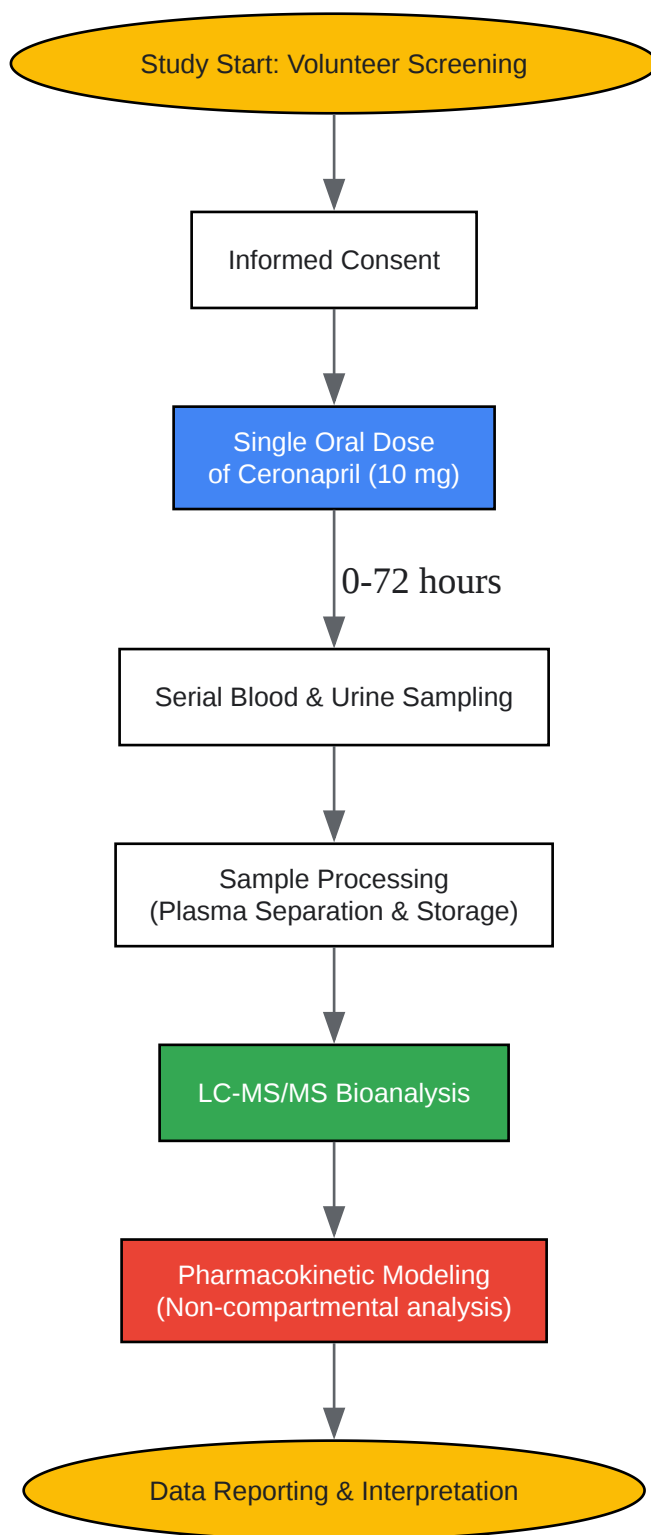 Study Start: Volunteer Screening
Informed Consent
Single Oral Dose
of Ceronapril (10 mg)
0-72 hours
Serial Blood & Urine Sampling
Sample Processing
(Plasma Separation & Storage)
LC-MS/MS Bioanalysis
Pharmacokinetic Modeling
(Non-compartmental analysis)
Data Reporting & Interpretation